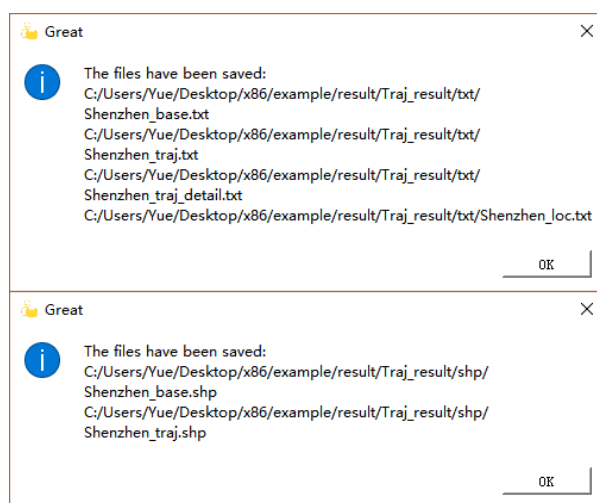 Great
The files have been saved:
C:/Users/Yue/Desktop/x86/example/result/Traj_result/txt/
Shenzhen_base.txt
C:/Users/Yue/Desktop/x86/example/result/Traj_result/txt/
Shenzhen_traj.txt
C:/Users/Yue/Desktop/x86/example/result/Traj_result/txt/
Shenzhen_traj_detail.txt
C:/Users/Yue/Desktop/x86/example/result/Traj_result/txt/Shenzhen_loc.txt
OK
Great
The files have been saved:
C:/Users/Yue/Desktop/x86/example/result/Traj_result/shp/
Shenzhen_base.shp
C:/Users/Yue/Desktop/x86/example/result/Traj_result/shp/
Shenzhen_traj.shp
OK